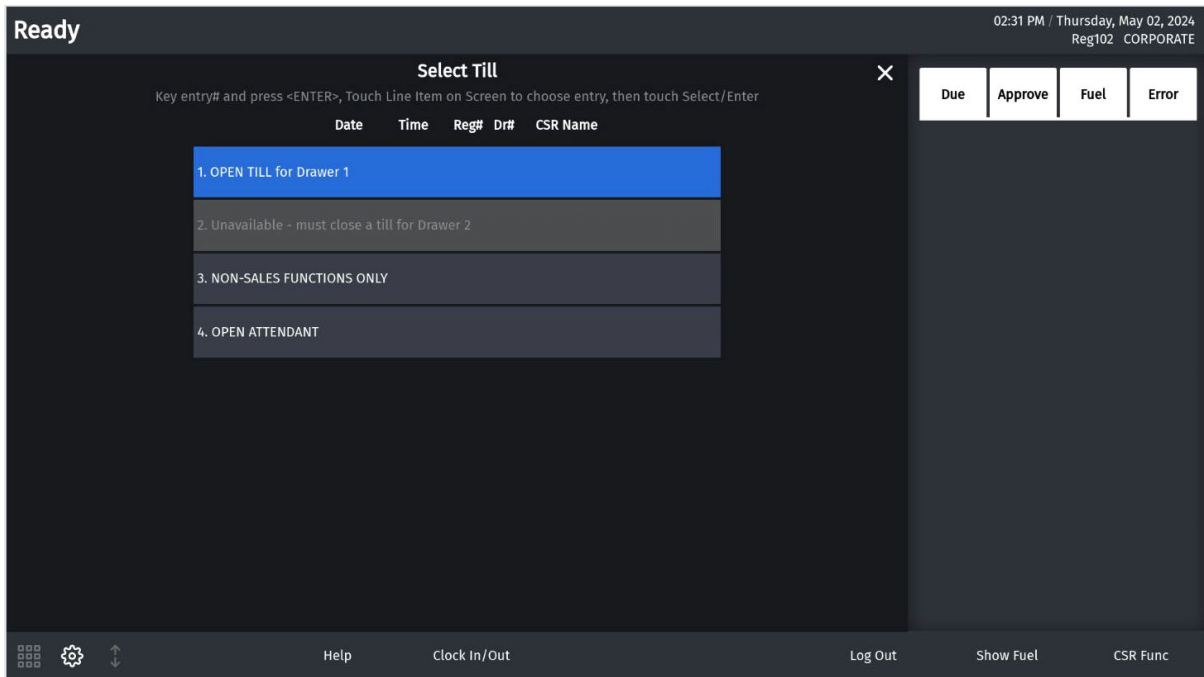 Ready
02:31 PM / Thursday, May 02, 2024
Reg102 CORPORATE
Select Till
Key entry# and press <ENTER>, Touch Line Item on Screen to choose entry, then touch Select/Enter
Date Time Reg# Dr# CSR Name
1. OPEN TILL for Drawer 1
2. Unavailable - must close a till for Drawer 2
3. NON-SALES FUNCTIONS ONLY
4. OPEN ATTENDANT
Due Approve Fuel Error
Help Clock In/Out Log Out Show Fuel CSR Func